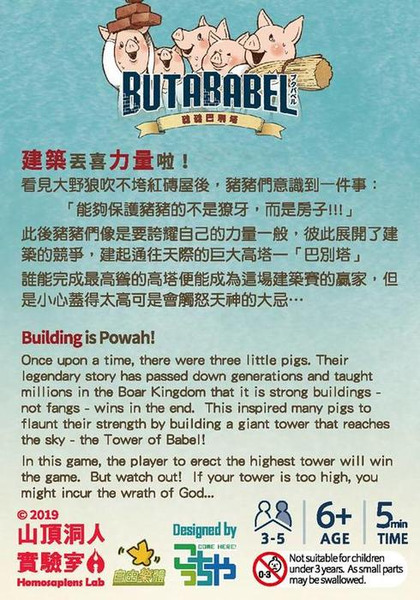 BUTABABEL
ブタバベル
豬豬巴別塔
建築丟喜力量啦！
看見大野狼吹不垮紅磚屋後，豬豬們意識到一件事：
「能夠保護豬豬的不是獠牙，而是房子!!!」
此後豬豬們像是要誇耀自己的力量一般，彼此展開了建
築的競爭，建起通往天際的巨大高塔—「巴別塔」
誰能完成最高聳的高塔便能成為這場建築賽的贏家，但
是小心蓋得太高可是會觸怒天神的大忌…
Building is Powah!
Once upon a time, there were three little pigs. Their
legendary story has passed down generations and taught
millions in the Boar Kingdom that it is strong buildings -
not fangs - wins in the end. This inspired many pigs to
flaunt their strength by building a giant tower that reaches
the sky - the Tower of Babel!
In this game, the player to erect the highest tower will win
the game. But watch out! If your tower is too high, you
might incur the wrath of God...
© 2019
山頂洞人
實驗室
Homosapiens Lab
Designed by
COME HERE!
こっちゃ
3-5
6+
AGE
5min
TIME
0-3
Not suitable for children
under 3 years. As small parts
may be swallowed.